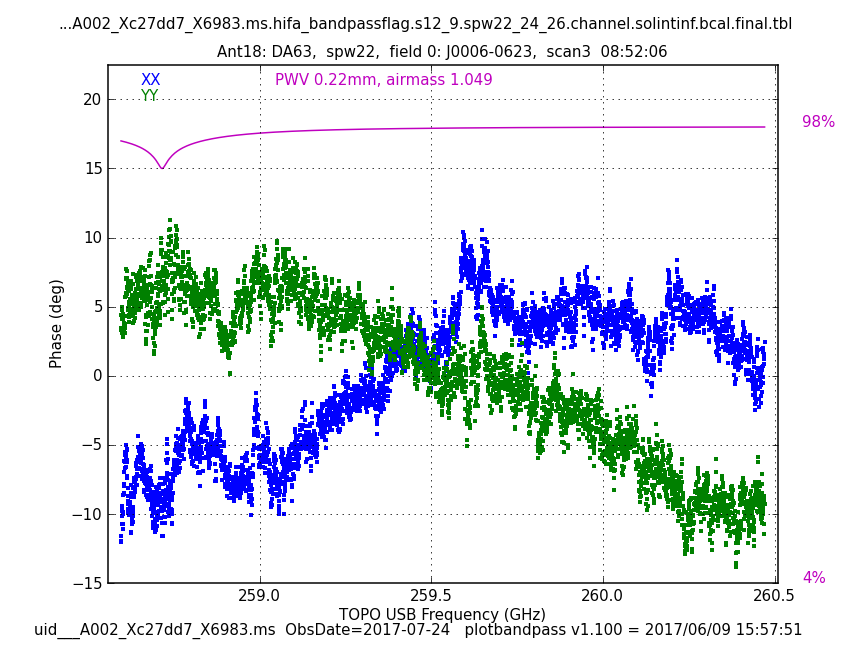 ...A002_Xc27dd7_X6983.ms.hifa_bandpassflag.s12_9.spw22_24_26.channel.solintinf.bcal.final.tbl
Ant18: DA63, spw22, field 0: J0006-0623, scan3 08:52:06
XX
PWV 0.22mm, airmass 1.049
YY
20
98%
15
10
5
0
−5
−10
−15
Phase (deg)
4%
259.0
259.5
260.0
260.5
TOPO USB Frequency (GHz)
uid___A002_Xc27dd7_X6983.ms ObsDate=2017-07-24 plotbandpass v1.100 = 2017/06/09 15:57:51